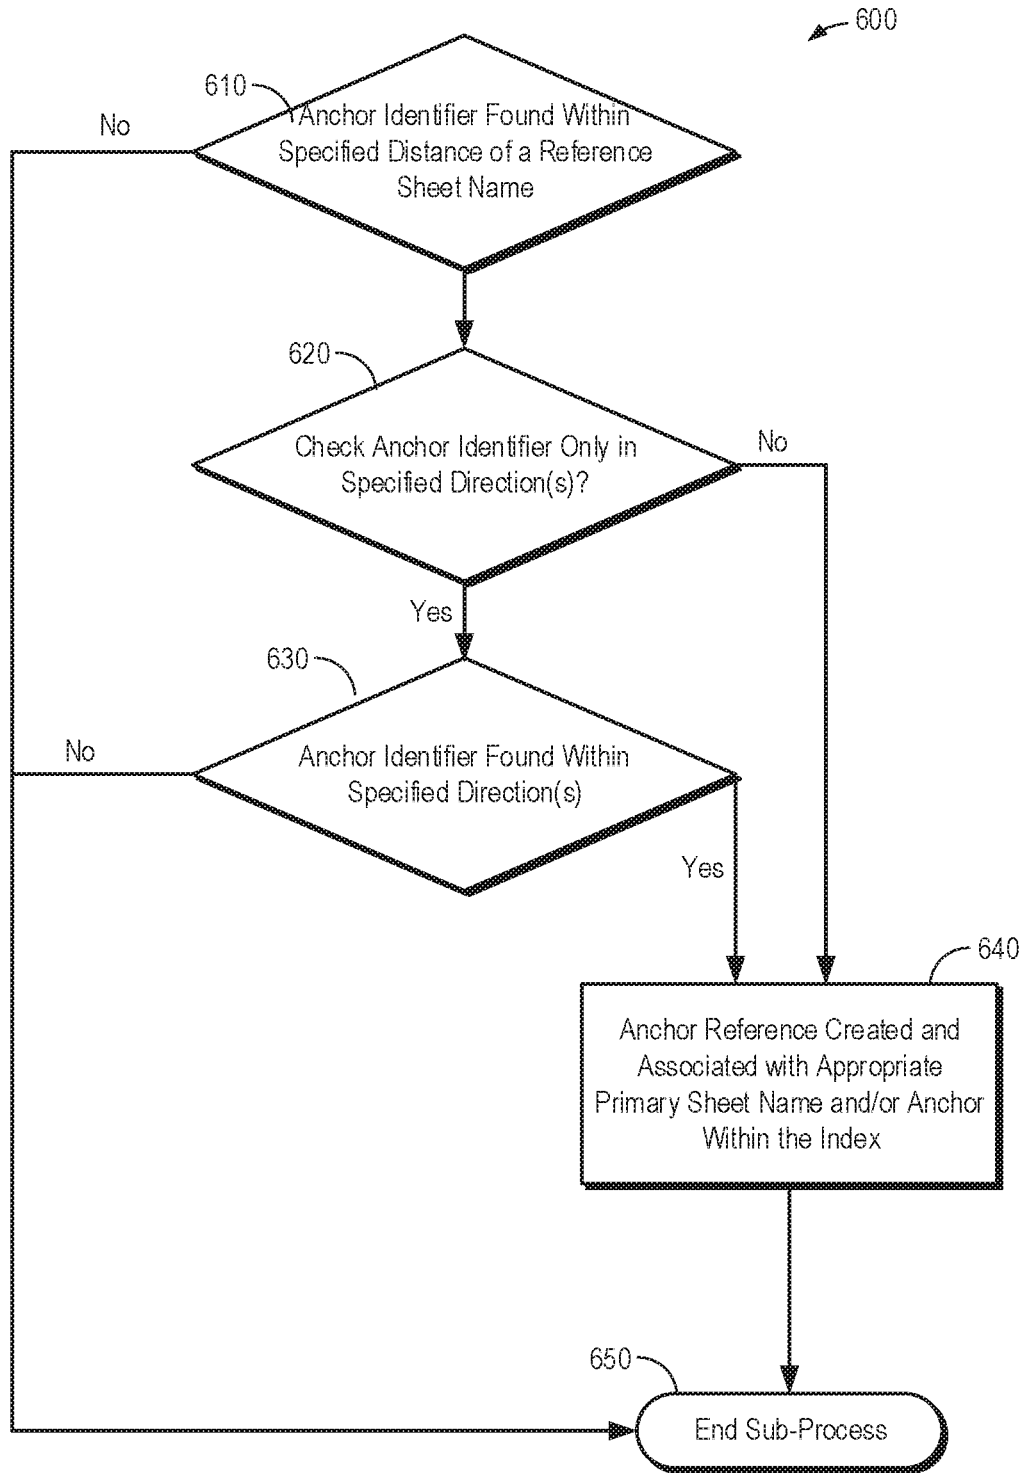 600
610
No
Anchor Identifier Found Within
Specified Distance of a Reference
Sheet Name
620
Check Anchor Identifier Only in
Specified Direction(s)?
No
Yes
630
No
Anchor Identifier Found Within
Specified Direction(s)
Yes
640
Anchor Reference Created and
Associated with Appropriate
Primary Sheet Name and/or Anchor
Within the Index
650
End Sub-Process